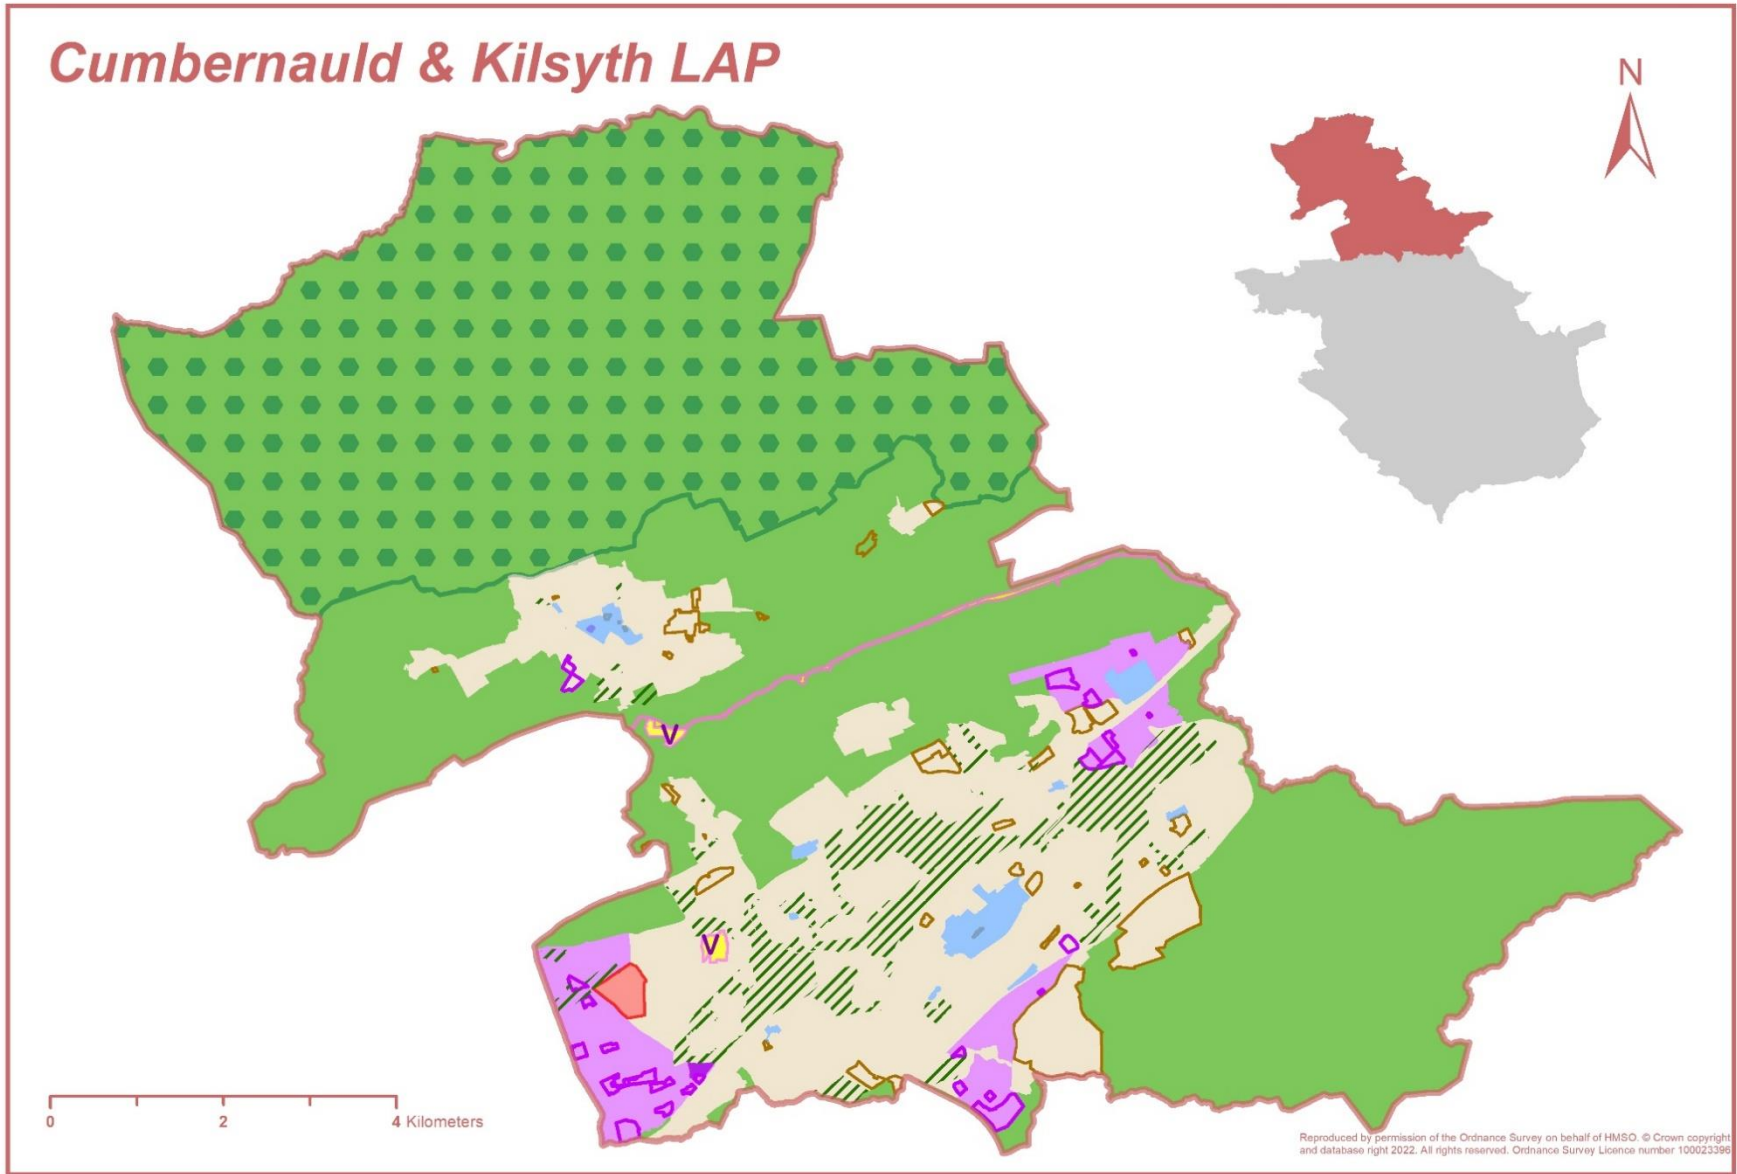 Cumbernauld & Kilsyth LAP
N
V
V
0 2 4 Kilometers
Reproduced by permission of the Ordnance Survey on behalf of HMSO. © Crown copyright
and database right 2022. All rights reserved. Ordnance Survey Licence number 100023396